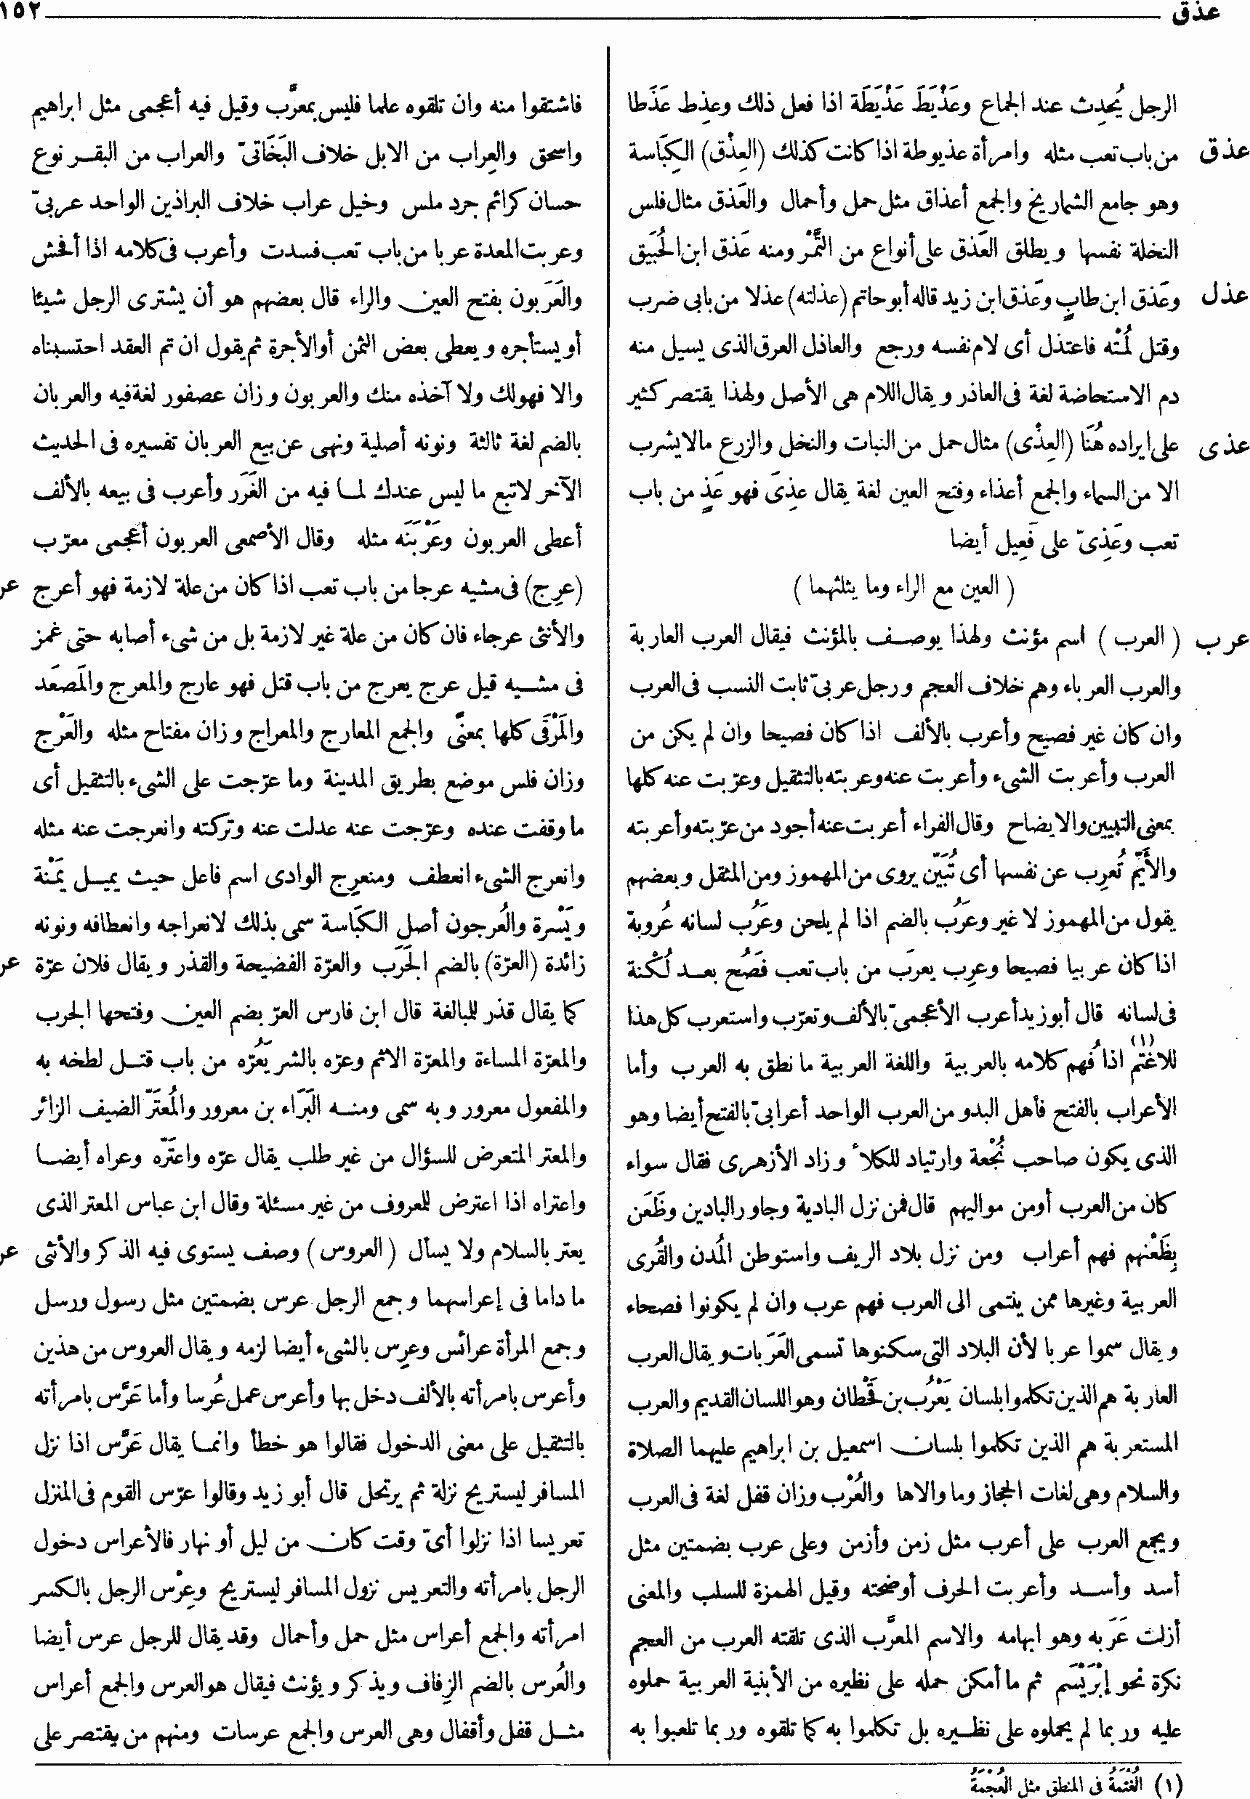 عذق
١٥٢
الرجل يُحدِث عند الجماع وعَذْيَطَ عَذْيَطَة اذا فعل ذلك وعذِط عَذَطا
عذق
من باب تعب مثله وامرأة عذيوطة اذا كانت كذلك (العِذْق) الكِبَاسة
وهو جامع الشماريخ والجمع أعذاق مثل حمل وأحمال والعَذق مثال فلس
النخلة نفسها ويطلق العَذق على أنواع من التَّمْر ومنه عَذق ابن الحُبَيق
عذل
وعَذق ابن طابٍ وعَذق ابن زيد قاله أبوحاتم (عذلته) عذلا من بابى ضرب
وقتل لُمْتُه فاعتذل أى لام نفسه ورجع والعاذل العرق الذى يسيل منه
دم الاستحاضة لغة فى العاذر ويقال اللام هى الأصل ولهذا يقتصر كثير
عذى
على ايراده هُنَا (العِذْى) مثال حمل من النبات والنخل والزرع مالا يشرب
الا من السماء والجمع أعذاء وفتح العين لغة يقال عذِىَ فهو عَذٍ من باب
تعب وعَذِىّ على فَعِيل أيضا
( العين مع الراء وما يثلثهما )
عرب
( العرب ) اسم مؤنث ولهذا يوصف بالمؤنث فيقال العرب العاربة
والعرب العرباء وهم خلاف العجم ورجل عربىّ ثابت النسب فى العرب
وان كان غير فصيح وأعرب بالألف اذا كان فصيحا وان لم يكن من
العرب وأعربت الشىء وأعربت عنه وعربته بالتثقيل وعرّبت عنه كلها
بمعنى التبيين والايضاح وقال الفراء أعربت عنه أجود من عرّبته وأعربته
والأَيِّم تُعرِب عن نفسها أى تُبَيِّن يروى من المهموز ومن المثقل وبعضهم
يقول من المهموز لا غير وعَرُب بالضم اذا لم يلحن وعَرُب لسانه عُروبة
اذا كان عربيا فصيحا وعرِب يعرَب من باب تعب فَصُح بعد لُكْنة
فى لسانه قال أبوزيد أعرب الأعجمىّ بالألف وتعرّب واستعرب كل هذا
للاغتَم (١) اذا فُهم كلامه بالعربية واللغة العربية ما نطق به العرب وأما
الأعراب بالفتح فأهل البدو من العرب الواحد أعرابىّ بالفتح أيضا وهو
الذى يكون صاحب نُجْعة وارتياد للكلأ وزاد الأزهرى فقال سواء
كان من العرب أومن مواليهم قال فمن نزل البادية وجاور البادين وظَعَن
بِظَعْنهم فهم أعراب ومن نزل بلاد الريف واستوطن المُدن والقُرى
العربية وغيرها ممن ينتمى الى العرب فهم عرب وان لم يكونوا فصحاء
ويقال سموا عربا لأن البلاد التى سكنوها تسمى العَرَبات ويقال العرب
العاربة هم الذين تكلموا بلسان يَعْرُب بن قَحْطان وهو اللسان القديم والعرب
المستعربة هم الذين تكلموا بلسان اسمعيل بن ابراهيم عليهما الصلاة
والسلام وهى لغات الحجاز وما والاها والعُرْب وزان قفل لغة فى العرب
ويجمع العرب على أعرب مثل زمن وأزمن وعلى عرب بضمتين مثل
أسد وأسد وأعربت الحرف أوضحته وقيل الهمزة للسلب والمعنى
أزلت عَرَبه وهو ابهامه والاسم المعرَّب الذى تلقته العرب من العجم
نكرة نحو إبْرَيْسَم ثم ما أمكن حمله على نظيره من الأبنية العربية حملوه
عليه وربما لم يحملوه على نظيره بل تكلموا به كما تلقوه وربما تلعبوا به
(١) الغُتْمَةُ فى المنطق مثل العُجْمَةُ
فاشتقوا منه وان تلقوه علما فليس بمعرَّب وقيل فيه أعجمى مثل ابراهيم
واسحق والعِراب من الابل خلاف البَخَاتىّ والعراب من البقر نوع
حسان كرائم جرد ملس وخيل عراب خلاف البراذين الواحد عربىّ
وعربت المعدة عربا من باب تعب فسدت وأعرب فى كلامه اذا أفحش
والعَرَبون بفتح العين والراء قال بعضهم هو أن يشترى الرجل شيئا
أو يستأجره ويعطى بعض الثمن أوالأجرة ثم يقول ان تم العقد احتسبناه
والا فهولك ولا آخذه منك والعربون وزان عصفور لغة فيه والعربان
بالضم لغة ثالثة ونونه أصلية ونهى عن بيع العربان تفسيره فى الحديث
الآخر لاتبع ما ليس عندك لما فيه من الغَرَر وأعرب فى بيعه بالألف
أعطى العربون وعَرْبَنَه مثله وقال الأصمعى العربون أعجمى معرّب
عر
(عرج) فى مشيه عرجا من باب تعب اذا كان من علة لازمة فهو أعرج
والأنثى عرجاء فان كان من علة غير لازمة بل من شىء أصابه حتى غمز
فى مشيه قيل عرج يعرج من باب قتل فهو عارج والمعرج والمَصعَد
والمَرْقَى كلها بمعنًى والجمع المعارج والمعراج وزان مفتاح مثله والعَرْج
وزان فلس موضع بطريق المدينة وما عرّجت على الشىء بالتثقيل أى
ما وقفت عنده وعرّجت عنه عدلت عنه وتركته وانعرجت عنه مثله
وانعرج الشىء انعطف ومنعرِج الوادى اسم فاعل حيث يميل يَمْنة
ويَسْرة والعُرجون أصل الكباسة سمى بذلك لانعراجه وانعطافه ونونه
عر
زائدة (العرّة) بالضم الجَرَب والعرّة الفضيحة والقذر ويقال فلان عرّة
كما يقال قذر للمبالغة قال ابن فارس العرّ بضم العين وفتحها الجرب
والمعرّة المساءة والمعرّة الاثم وعرّه بالشر يَعُرّه من باب قتل لطخه به
والمفعول معرور وبه سمى ومنه البَرَاء بن معرور والمُعتَرّ الضيف الزائر
والمعتر المتعرض للسؤال من غير طلب يقال عرّه واعترّه وعراه أيضا
واعتراه اذا اعترض للمعروف من غير مسئلة وقال ابن عباس المعتر الذى
عر
يعتر بالسلام ولا يسأل (العروس) وصف يستوى فيه الذكر والأنثى
ما داما فى إعراسهما وجمع الرجل عرس بضمتين مثل رسول ورسل
وجمع المرأة عرائس وعرِس بالشىء أيضا لزمه ويقال العروس من هذين
وأعرس بامرأته بالألف دخل بها وأعرس عمل عُرسا وأما عَرَّس بامرأته
بالتثقيل على معنى الدخول فقالوا هو خطأ وانما يقال عَرَّس اذا نزل
المسافر ليستريح نزلة ثم يرتحل قال أبو زيد وقالوا عرّس القوم فى المنزل
تعريسا اذا نزلوا أىّ وقت كان من ليل أو نهار فالأعراس دخول
الرجل بامرأته والتعريس نزول المسافر ليستريح وعِرْس الرجل بالكسر
امرأته والجمع أعراس مثل حمل وأحمال وقد يقال للرجل عرس أيضا
والعُرس بالضم الزِفاف ويذكر ويؤنث فيقال هوالعرس والجمع أعراس
مثل قفل وأقفال وهى العرس والجمع عرسات ومنهم من يقتصر على